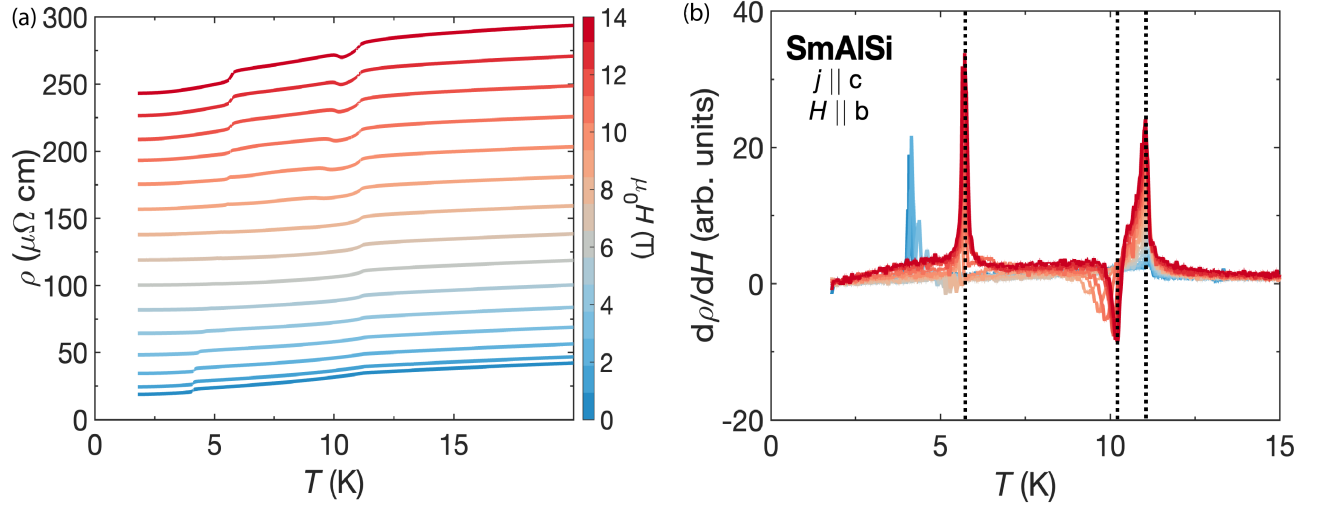 (a)
300
250
200
150
100
50
0
ρ (μΩ cm)
0
5
10
15
T (K)
14
12
10
8
6
4
2
0
μ0H (T)
(b)
40
20
0
-20
dρ/dH (arb. units)
SmAlSi
j || c
H || b
0
5
10
15
T (K)